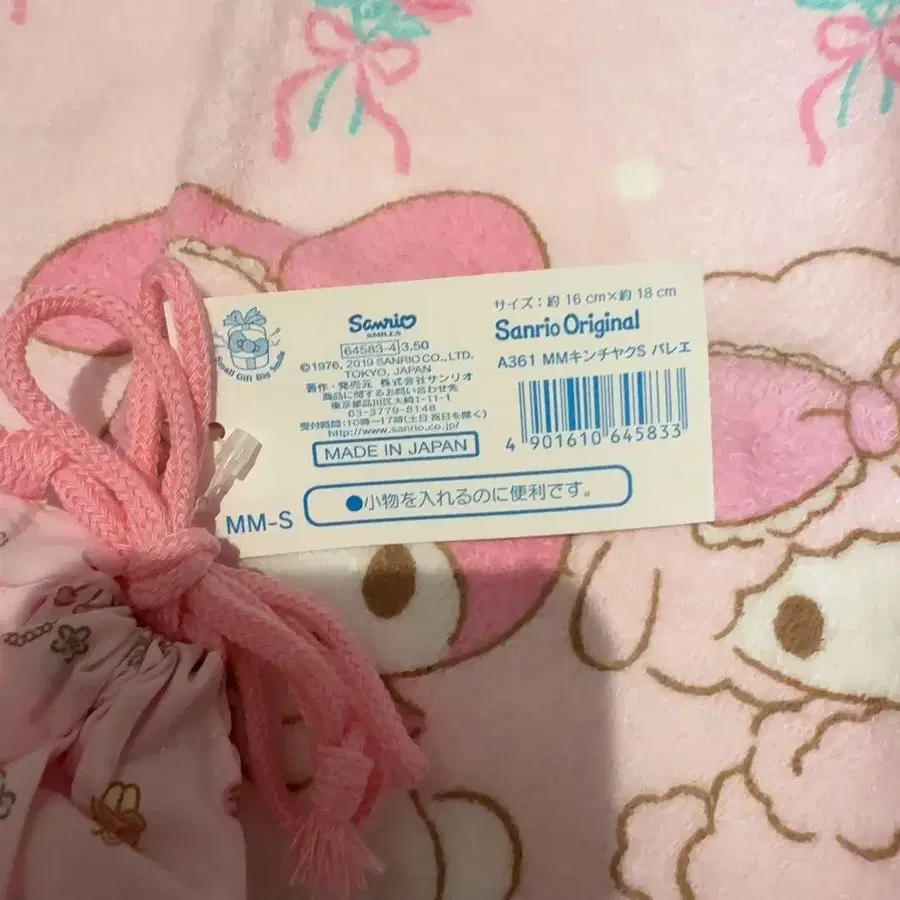 Small Gift Big Smile
Sanrio
SMILES
64583-4 3.50
©1976, 2019 SANRIO CO., LTD.
TOKYO, JAPAN
著作・発売元 株式会社サンリオ
商品に関するお問い合わせ先
東京都品川区大崎1-11-1
03-3779-8148
受付時間:10時〜17時(土日祝日を除く)
http://www.sanrio.co.jp/
MADE IN JAPAN
サイズ:約 16 cm×約 18 cm
Sanrio Original
A361 MMキンチャクS バレエ
4 901610 645833
MM-S
●小物を入れるのに便利です。